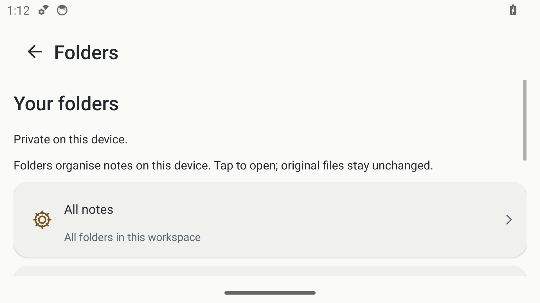 1:12
Folders
Your folders
Private on this device.
Folders organise notes on this device. Tap to open; original files stay unchanged.
All notes
All folders in this workspace